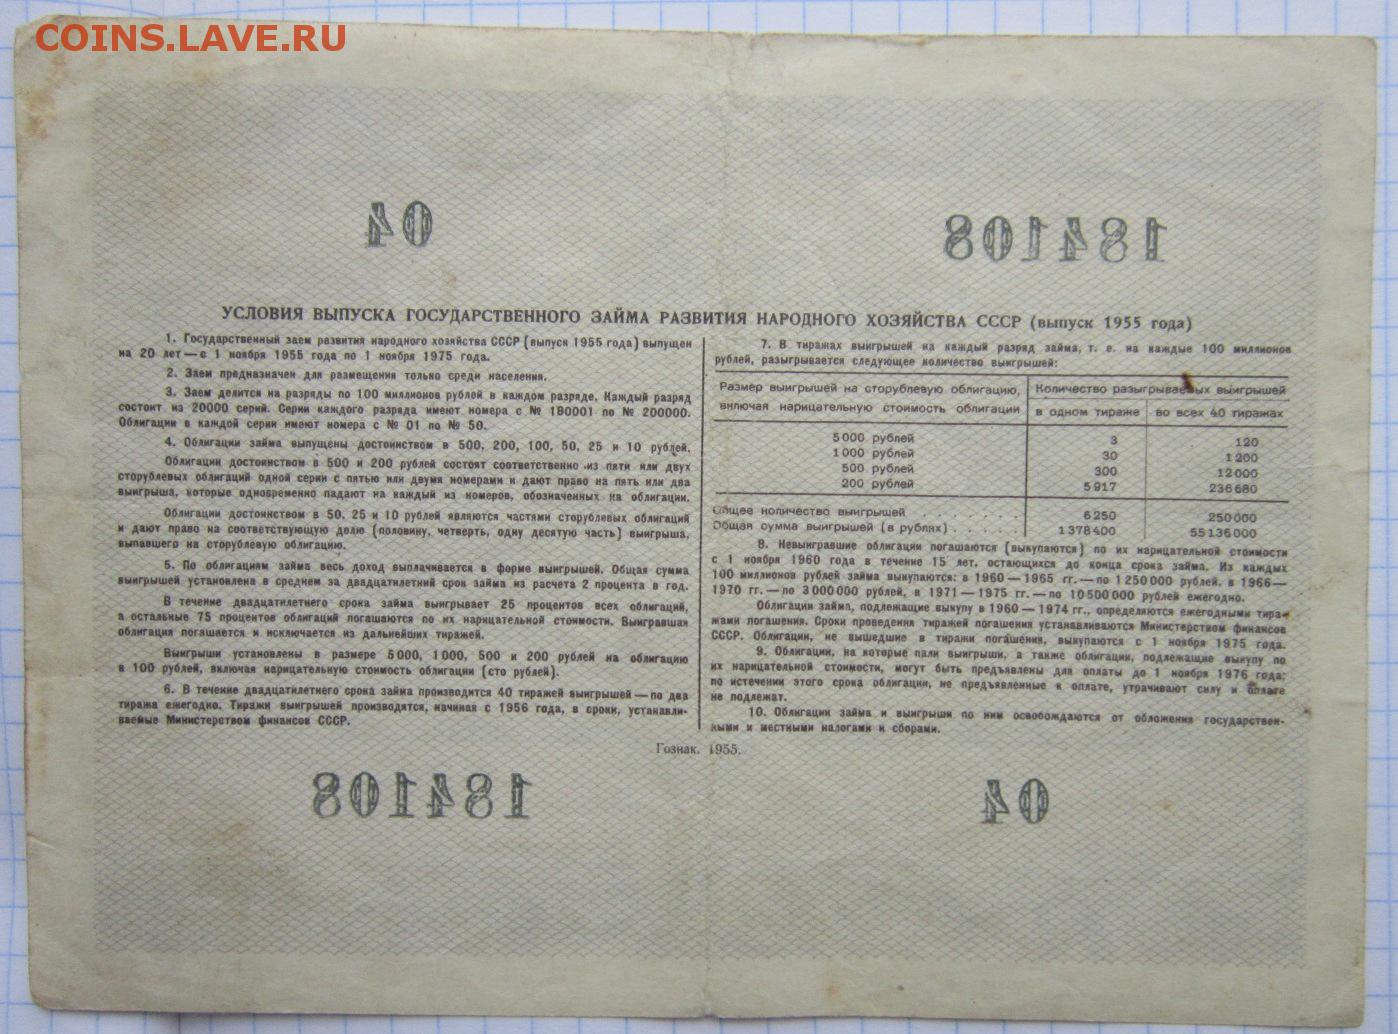 COINS.LAVE.RU
04
184108
УСЛОВИЯ ВЫПУСКА ГОСУДАРСТВЕННОГО ЗАЙМА РАЗВИТИЯ НАРОДНОГО ХОЗЯЙСТВА СССР (выпуск 1955 года)
1. Государственный заем развития народного хозяйства СССР (выпуск 1955 года) выпущен
на 20 лет — с 1 ноября 1955 года по 1 ноября 1975 года.
2. Заем предназначен для размещения только среди населения.
3. Заем делится на разряды по 100 миллионов рублей в каждом разряде. Каждый разряд
состоит из 20000 серий. Серии каждого разряда имеют номера с № 180001 по № 200000.
Облигации в каждой серии имеют номера с № 01 по № 50.
4. Облигации займа выпущены достоинством в 500, 200, 100, 50, 25 и 10 рублей.
Облигации достоинством в 500 и 200 рублей состоят соответственно из пяти или двух
сторублевых облигаций одной серии с пятью или двумя номерами и дают право на пять или два
выигрыша, которые одновременно падают на каждый из номеров, обозначенных на облигации.
Облигации достоинством в 50, 25 и 10 рублей являются частями сторублевых облигаций
и дают право на соответствующую долю (половину, четверть, одну десятую часть) выигрыша,
выпавшего на сторублевую облигацию.
5. По облигациям займа весь доход выплачивается в форме выигрышей. Общая сумма
выигрышей установлена в среднем за двадцатилетний срок займа из расчета 2 процента в год.
В течение двадцатилетнего срока займа выигрывает 25 процентов всех облигаций,
а остальные 75 процентов облигаций погашаются по их нарицательной стоимости. Выигравшая
облигация погашается и исключается из дальнейших тиражей.
Выигрыши установлены в размере 5000, 1000, 500 и 200 рублей на облигацию
в 100 рублей, включая нарицательную стоимость облигации (сто рублей).
6. В течение двадцатилетнего срока займа производится 40 тиражей выигрышей — по два
тиража ежегодно. Тиражи выигрышей производятся, начиная с 1956 года, в сроки, устанавли-
ваемые Министерством финансов СССР.
7. В тиражах выигрышей на каждый разряд займа, т. е. на каждые 100 миллионов
рублей, разыгрывается следующее количество выигрышей:
Размер выигрышей на сторублевую облигацию, Количество разыгрываемых выигрышей
включая нарицательную стоимость облигации в одном тираже во всех 40 тиражах
5000 рублей 3 120
1000 рублей 30 1200
500 рублей 300 12000
200 рублей 5917 236680
Общее количество выигрышей . . . . . . . . 6250 250000
Общая сумма выигрышей (в рублях) . . . . . 1378400 55136000
8. Невыигравшие облигации погашаются (выкупаются) по их нарицательной стоимости
с 1 ноября 1960 года в течение 15 лет, остающихся до конца срока займа. Из каждых
100 миллионов рублей займа выкупаются: в 1960—1965 гг.—по 1250000 рублей, в 1966—
1970 гг.—по 3000000 рублей, в 1971—1975 гг.—по 10500000 рублей ежегодно.
Облигации займа, подлежащие выкупу в 1960—1974 гг., определяются ежегодными тира-
жами погашения. Сроки проведения тиражей погашения устанавливаются Министерством финансов
СССР. Облигации, не вышедшие в тиражи погашения, выкупаются с 1 ноября 1975 года.
9. Облигации, на которые пали выигрыши, а также облигации, подлежащие выкупу по
их нарицательной стоимости, могут быть предъявлены для оплаты до 1 ноября 1976 года;
по истечении этого срока облигации, не предъявленные к оплате, утрачивают силу и оплате
не подлежат.
10. Облигации займа и выигрыши по ним освобождаются от обложения государствен-
ными и местными налогами и сборами.
Гознак. 1955.
184108
04